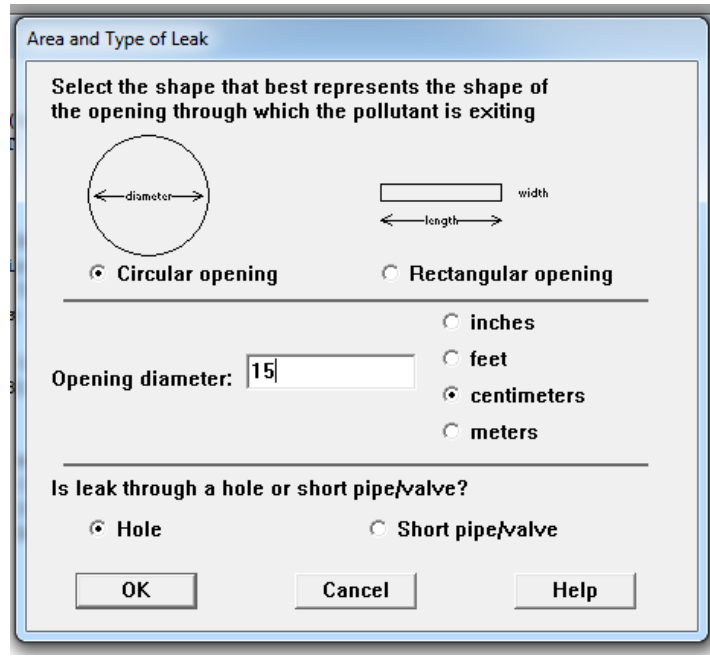 Area and Type of Leak
Select the shape that best represents the shape of
the opening through which the pollutant is exiting
diameter
width
length
Circular opening
Rectangular opening
inches
feet
Opening diameter: 15
centimeters
meters
Is leak through a hole or short pipe/valve?
Hole
Short pipe/valve
OK
Cancel
Help